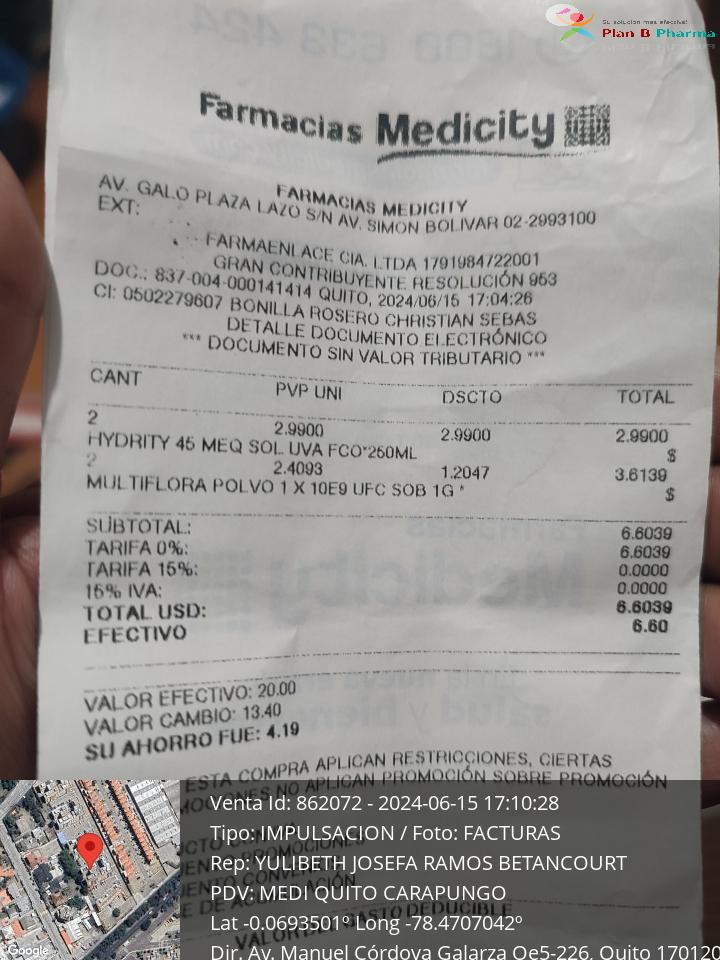 Su solución mas efectiva!
Plan B Pharma
Farmacias Medicity
FARMACIAS MEDICITY
AV. GALO PLAZA LAZO S/N AV. SIMON BOLIVAR 02-2993100
EXT:
FARMAENLACE CIA. LTDA 1791984722001
GRAN CONTRIBUYENTE RESOLUCIÓN 953
DOC.: 837-004-000141414 QUITO, 2024/06/15 17:04:26
CI: 0502279607 BONILLA ROSERO CHRISTIAN SEBAS
DETALLE DOCUMENTO ELECTRÓNICO
*** DOCUMENTO SIN VALOR TRIBUTARIO ***
CANT PVP UNI DSCTO TOTAL
2 2.9900 2.9900 2.9900
HYDRITY 45 MEQ SOL UVA FCO*250ML $
2 2.4093 1.2047 3.6139
MULTIFLORA POLVO 1 X 10E9 UFC SOB 1G * $
SUBTOTAL: 6.6039
TARIFA 0%: 6.6039
TARIFA 15%: 0.0000
15% IVA: 0.0000
TOTAL USD: 6.6039
EFECTIVO 6.60
VALOR EFECTIVO: 20.00
VALOR CAMBIO: 13.40
SU AHORRO FUE: 4.19
ESTA COMPRA APLICAN RESTRICCIONES, CIERTAS
NO APLICAN PROMOCIÓN SOBRE PROMOCIÓN
Venta Id: 862072 - 2024-06-15 17:10:28
Tipo: IMPULSACION / Foto: FACTURAS
Rep: YULIBETH JOSEFA RAMOS BETANCOURT
PDV: MEDI QUITO CARAPUNGO
Lat -0.0693501º Long -78.4707042º
Dir. Av. Manuel Córdova Galarza Oe5-226, Quito 170120
Google